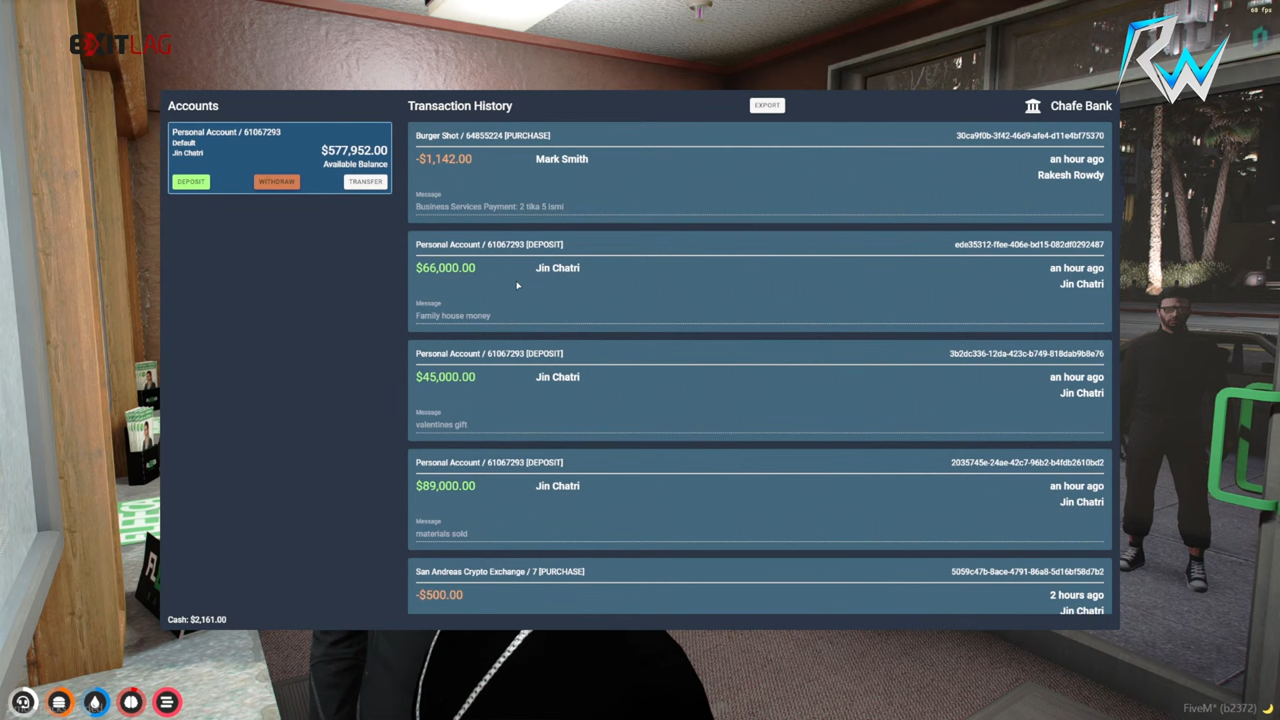 60 fps
EXITLAG
RW
Accounts
Personal Account / 61067293
Default
Jin Chatri
$577,952.00
Available Balance
DEPOSIT
WITHDRAW
TRANSFER
Cash: $2,161.00
Transaction History
EXPORT
Chafe Bank
Burger Shot / 64855224 [PURCHASE]
30ca9f0b-3f42-46d9-afe4-d11e4bf75370
-$1,142.00
Mark Smith
an hour ago
Rakesh Rowdy
Message
Business Services Payment: 2 tika 5 ismi
Personal Account / 61067293 [DEPOSIT]
ede35312-ffee-406e-bd15-082df0292487
$66,000.00
Jin Chatri
an hour ago
Jin Chatri
Message
Family house money
Personal Account / 61067293 [DEPOSIT]
3b2dc336-12da-423c-b749-818dab9b8e76
$45,000.00
Jin Chatri
an hour ago
Jin Chatri
Message
valentines gift
Personal Account / 61067293 [DEPOSIT]
2035745e-24ae-42c7-96b2-b4fdb2610bd2
$89,000.00
Jin Chatri
an hour ago
Jin Chatri
Message
materials sold
San Andreas Crypto Exchange / 7 [PURCHASE]
5059c47b-8ace-4791-86a8-5d16bf58d7b2
-$500.00
2 hours ago
Jin Chatri
FiveM* (b2372)